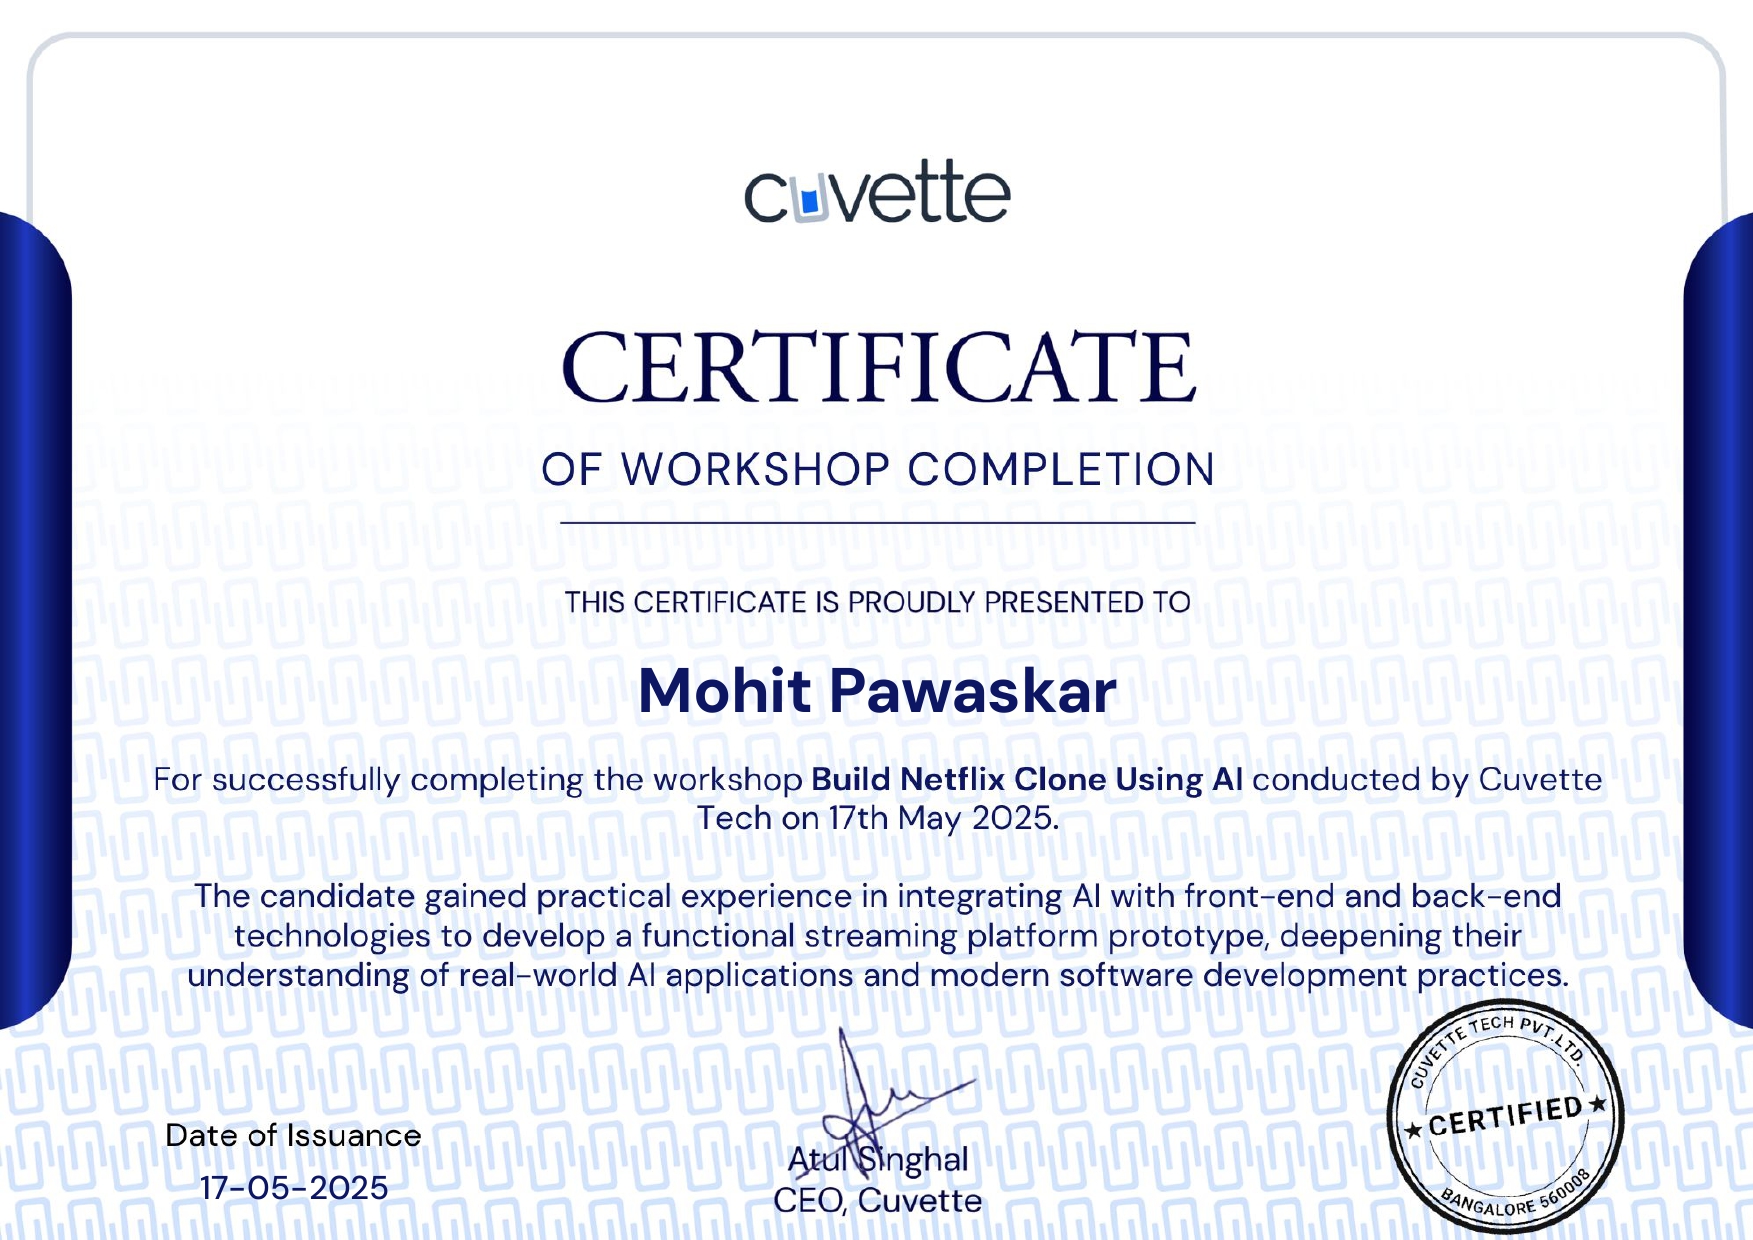 cuvette
CERTIFICATE
OF WORKSHOP COMPLETION
THIS CERTIFICATE IS PROUDLY PRESENTED TO
Mohit Pawaskar
For successfully completing the workshop Build Netflix Clone Using AI conducted by Cuvette
Tech on 17th May 2025.
The candidate gained practical experience in integrating AI with front-end and back-end
technologies to develop a functional streaming platform prototype, deepening their
understanding of real-world AI applications and modern software development practices.
Date of Issuance
17-05-2025
Atul Singhal
CEO, Cuvette
CUVETTE TECH PVT.LTD.
★ CERTIFIED ★
BANGALORE 560008